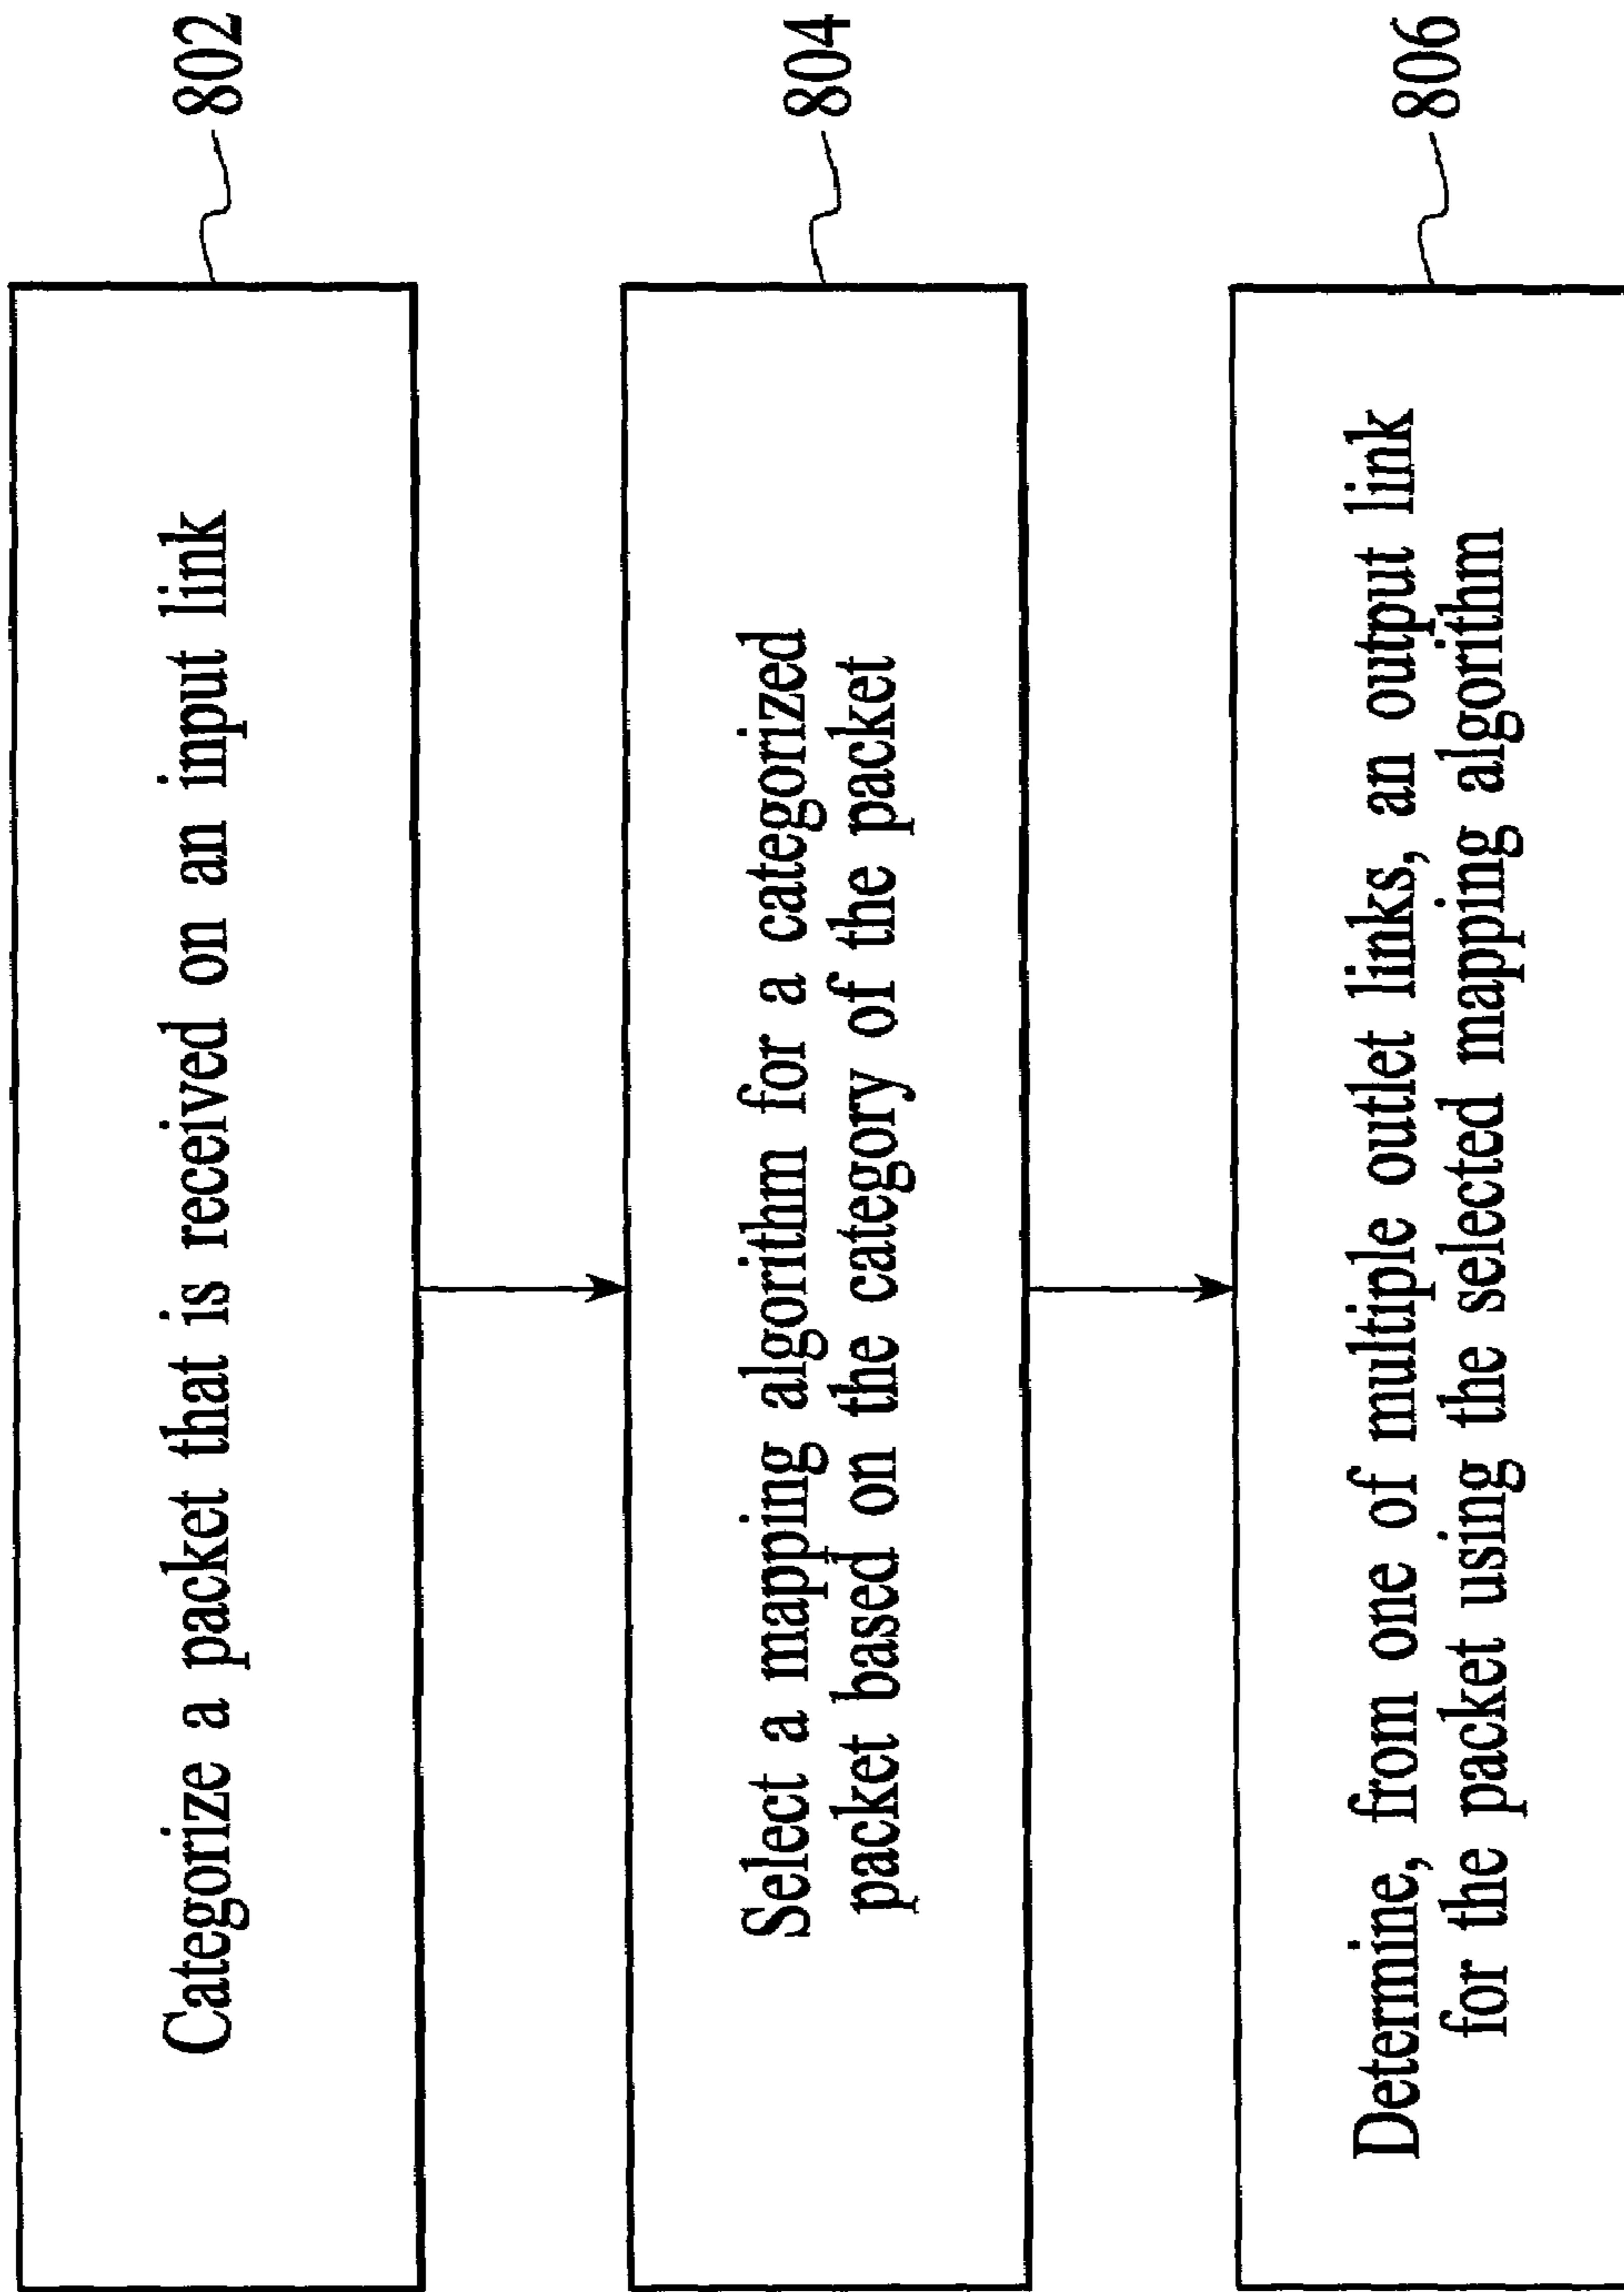 Categorize a packet that is received on an input link
802
Select a mapping algorithm for a categorized
packet based on the category of the packet
804
Determine, from one of multiple outlet links, an output link
for the packet using the selected mapping algorithm
806